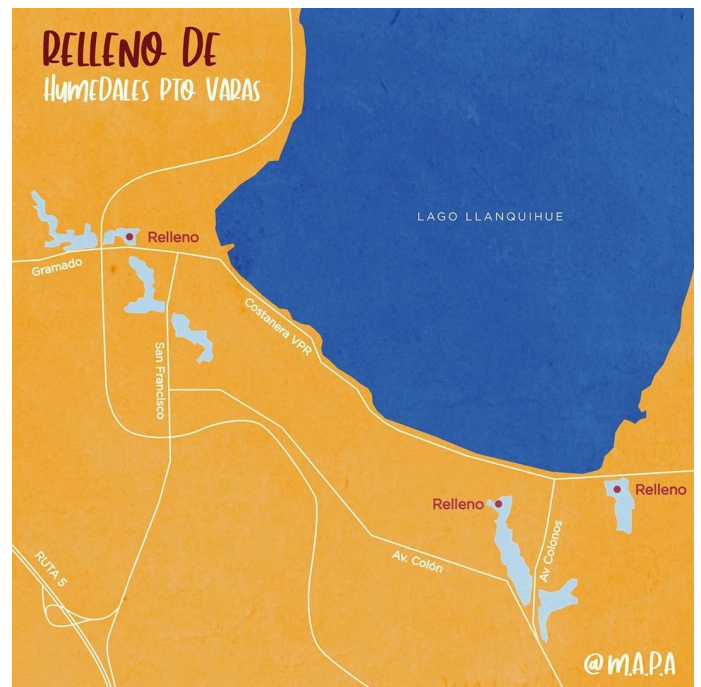 RELLENO DE
HUMEDALES PTO VARAS
LAGO LLANQUIHUE
Relleno
Gramado
Costanera VPR
San Francisco
Relleno
Relleno
Av. Colón
Av Colonos
RUTA 5
@M.A.P.A